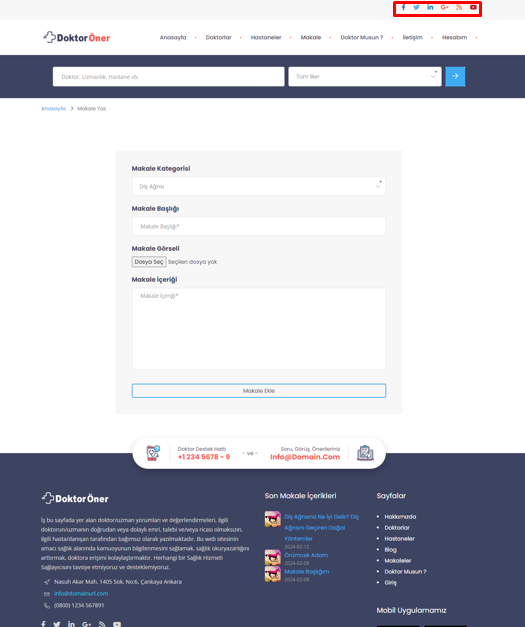 DoktorÖner
Anasayfa
Doktorlar
Hastaneler
Makale
Doktor Musun ?
İletişim
Hesabım
Doktor, Uzmanlık, Hastane vb.
Tüm İller
Anasayfa > Makale Yaz
Makale Kategorisi
Diş Ağrısı
Makale Başlığı
Makale Başlığı*
Makale Görseli
Dosya Seç Seçilen dosya yok
Makale İçeriği
Makale İçeriği*
Makale Ekle
Doktor Destek Hattı
+1 234 5678 - 9
- ve -
Soru, Görüş, Önerileriniz
Info@Domain.Com
DoktorÖner
İş bu sayfada yer alan doktor/uzman yorumları ve değerlendirmeleri, ilgili
doktorun/uzmanın doğrudan veya dolaylı emri, talebi ve/veya ricası olmaksızın,
ilgili hasta/danışan tarafından bağımsız olarak yazılmaktadır. Bu web sitesinin
amacı sağlık alanında kamuoyunun bilgilenmesini sağlamak, sağlık okuryazarlığını
arttırmak, doktora erişimi kolaylaştırmaktır. Herhangi bir Sağlık Hizmeti
Sağlayıcısını tavsiye etmiyoruz ve desteklemiyoruz.
Nasuh Akar Mah. 1405 Sok. No:6, Çankaya Ankara
info@domainurl.com
(0800) 1234 567891
Son Makale İçerikleri
Diş Ağrısına Ne İyi Gelir? Diş
Ağrısını Geçiren Doğal
Yöntemler
2024-02-12
Örümcek Adam
2024-02-08
Makale Başlığım
2024-02-08
Sayfalar
Hakkımızda
Doktorlar
Hastaneler
Blog
Makaleler
Doktor Musun ?
Giriş
Mobil Uygulamamız